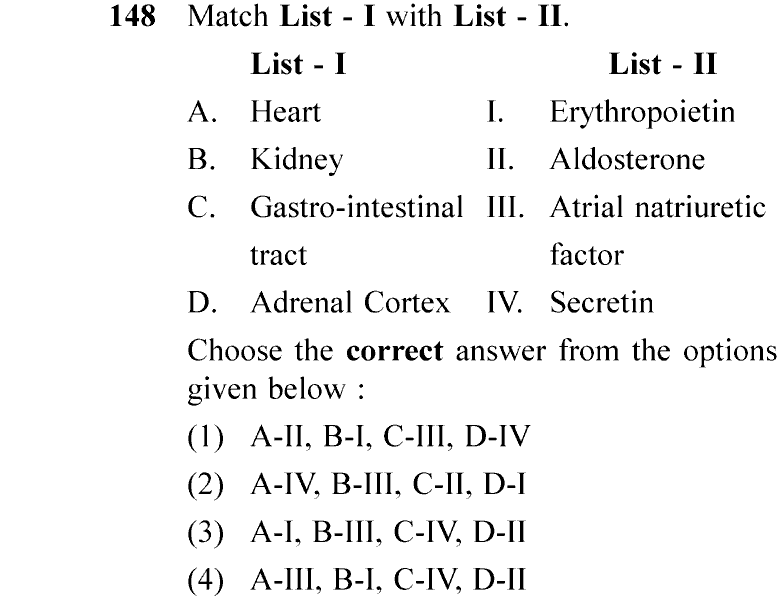 148 Match List - I with List - II.
List - I List - II
A. Heart I. Erythropoietin
B. Kidney II. Aldosterone
C. Gastro-intestinal III. Atrial natriuretic
tract factor
D. Adrenal Cortex IV. Secretin
Choose the correct answer from the options
given below :
(1) A-II, B-I, C-III, D-IV
(2) A-IV, B-III, C-II, D-I
(3) A-I, B-III, C-IV, D-II
(4) A-III, B-I, C-IV, D-II